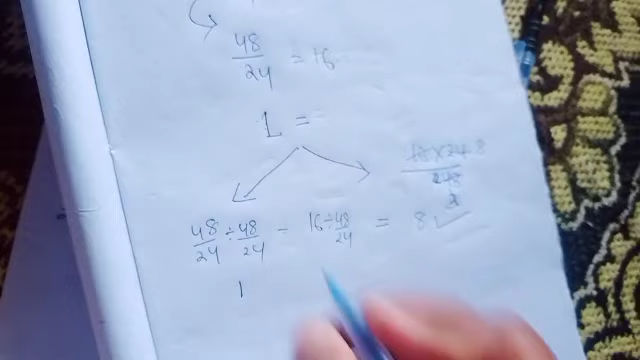 48/24 = 16
1 =
48/24 ÷ 48/24 = 16 ÷ 48/24 = 8 ✓
1